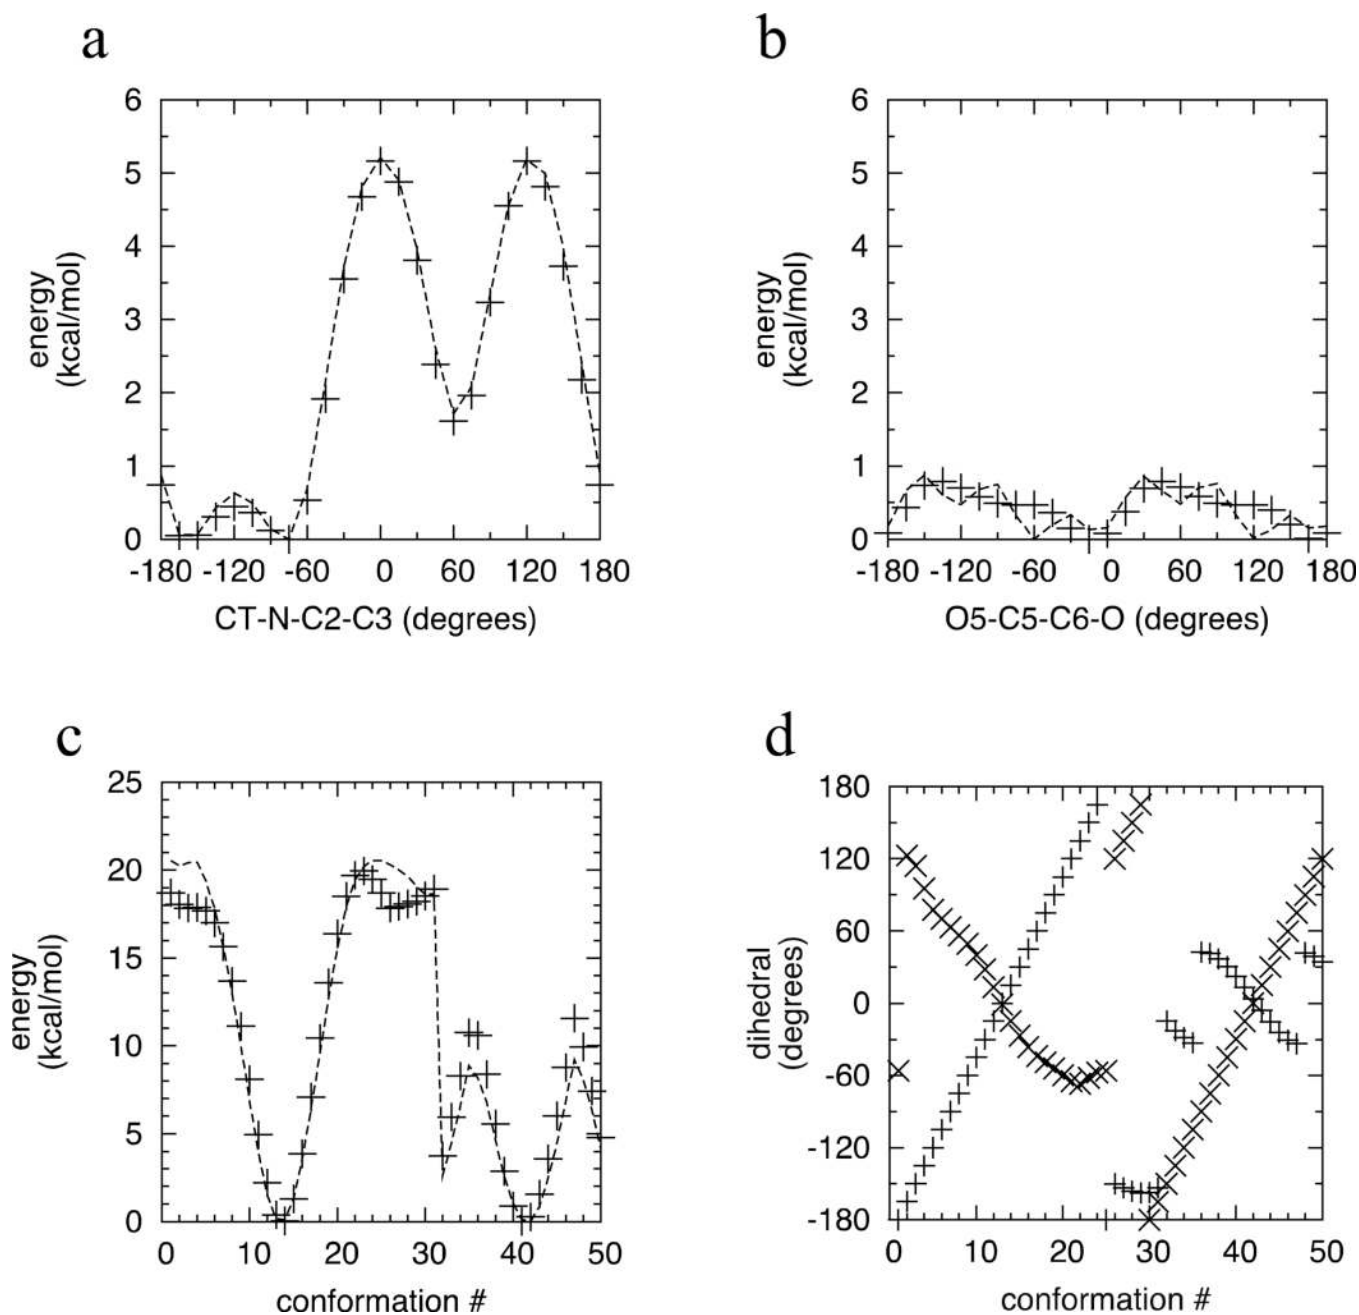 a
b
6
5
4
3
2
1
0
energy
(kcal/mol)
-180 -120 -60 0 60 120 180
CT-N-C2-C3 (degrees)
6
5
4
3
2
1
0
energy
(kcal/mol)
-180 -120 -60 0 60 120 180
O5-C5-C6-O (degrees)
c
d
25
20
15
10
5
0
energy
(kcal/mol)
0 10 20 30 40 50
conformation #
180
120
60
0
-60
-120
-180
dihedral
(degrees)
0 10 20 30 40 50
conformation #